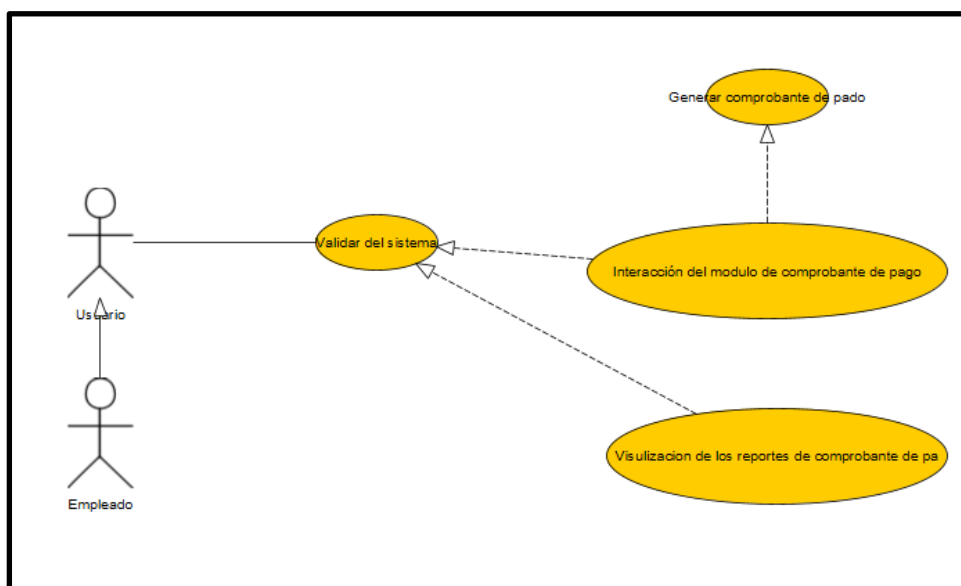 Generar comprobante de pado
Validar del sistema
Interacción del modulo de comprobante de pago
Usuario
Visulizacion de los reportes de comprobante de pa
Empleado